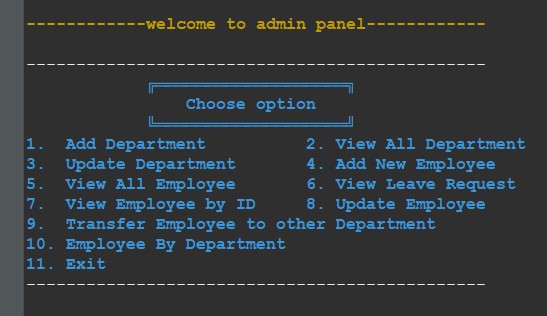 ------------welcome to admin panel------------
----------------------------------------------
Choose option
1.  Add Department          2. View All Department
3.  Update Department       4. Add New Employee
5.  View All Employee       6. View Leave Request
7.  View Employee by ID     8. Update Employee
9.  Transfer Employee to other Department
10. Employee By Department
11. Exit
----------------------------------------------